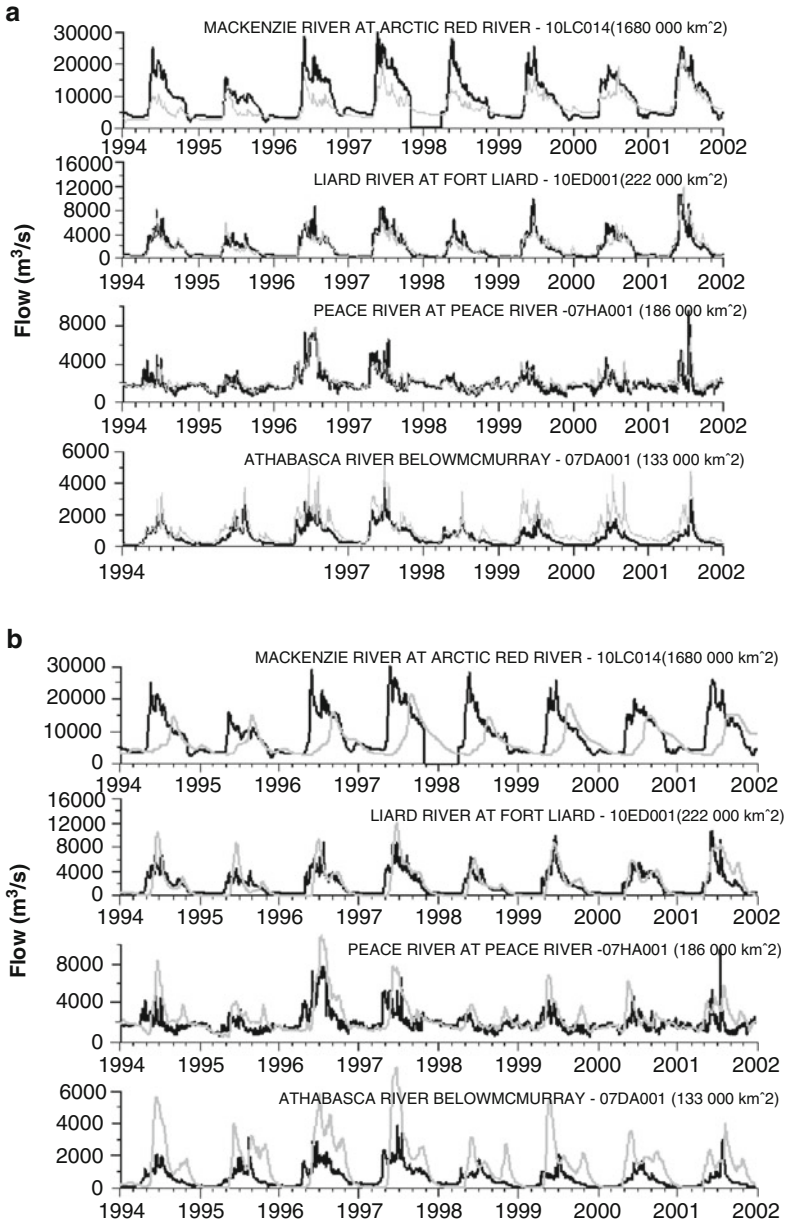 a
MACKENZIE RIVER AT ARCTIC RED RIVER - 10LC014(1680 000 km^2)
30000
20000
10000
0
1994 1995 1996 1997 1998 1999 2000 2001 2002
LIARD RIVER AT FORT LIARD - 10ED001(222 000 km^2)
16000
12000
8000
4000
0
1994 1995 1996 1997 1998 1999 2000 2001 2002
Flow (m³/s)
PEACE RIVER AT PEACE RIVER -07HA001 (186 000 km^2)
8000
4000
0
1994 1995 1996 1997 1998 1999 2000 2001 2002
ATHABASCA RIVER BELOWMCMURRAY - 07DA001 (133 000 km^2)
6000
4000
2000
0
1994 1997 1998 1999 2000 2001 2002
b
MACKENZIE RIVER AT ARCTIC RED RIVER - 10LC014(1680 000 km^2)
30000
20000
10000
0
1994 1995 1996 1997 1998 1999 2000 2001 2002
LIARD RIVER AT FORT LIARD - 10ED001(222 000 km^2)
16000
12000
8000
4000
0
1994 1995 1996 1997 1998 1999 2000 2001 2002
Flow (m³/s)
PEACE RIVER AT PEACE RIVER -07HA001 (186 000 km^2)
8000
4000
0
1994 1995 1996 1997 1998 1999 2000 2001 2002
ATHABASCA RIVER BELOWMCMURRAY - 07DA001 (133 000 km^2)
6000
4000
2000
0
1994 1995 1996 1997 1998 1999 2000 2001 2002